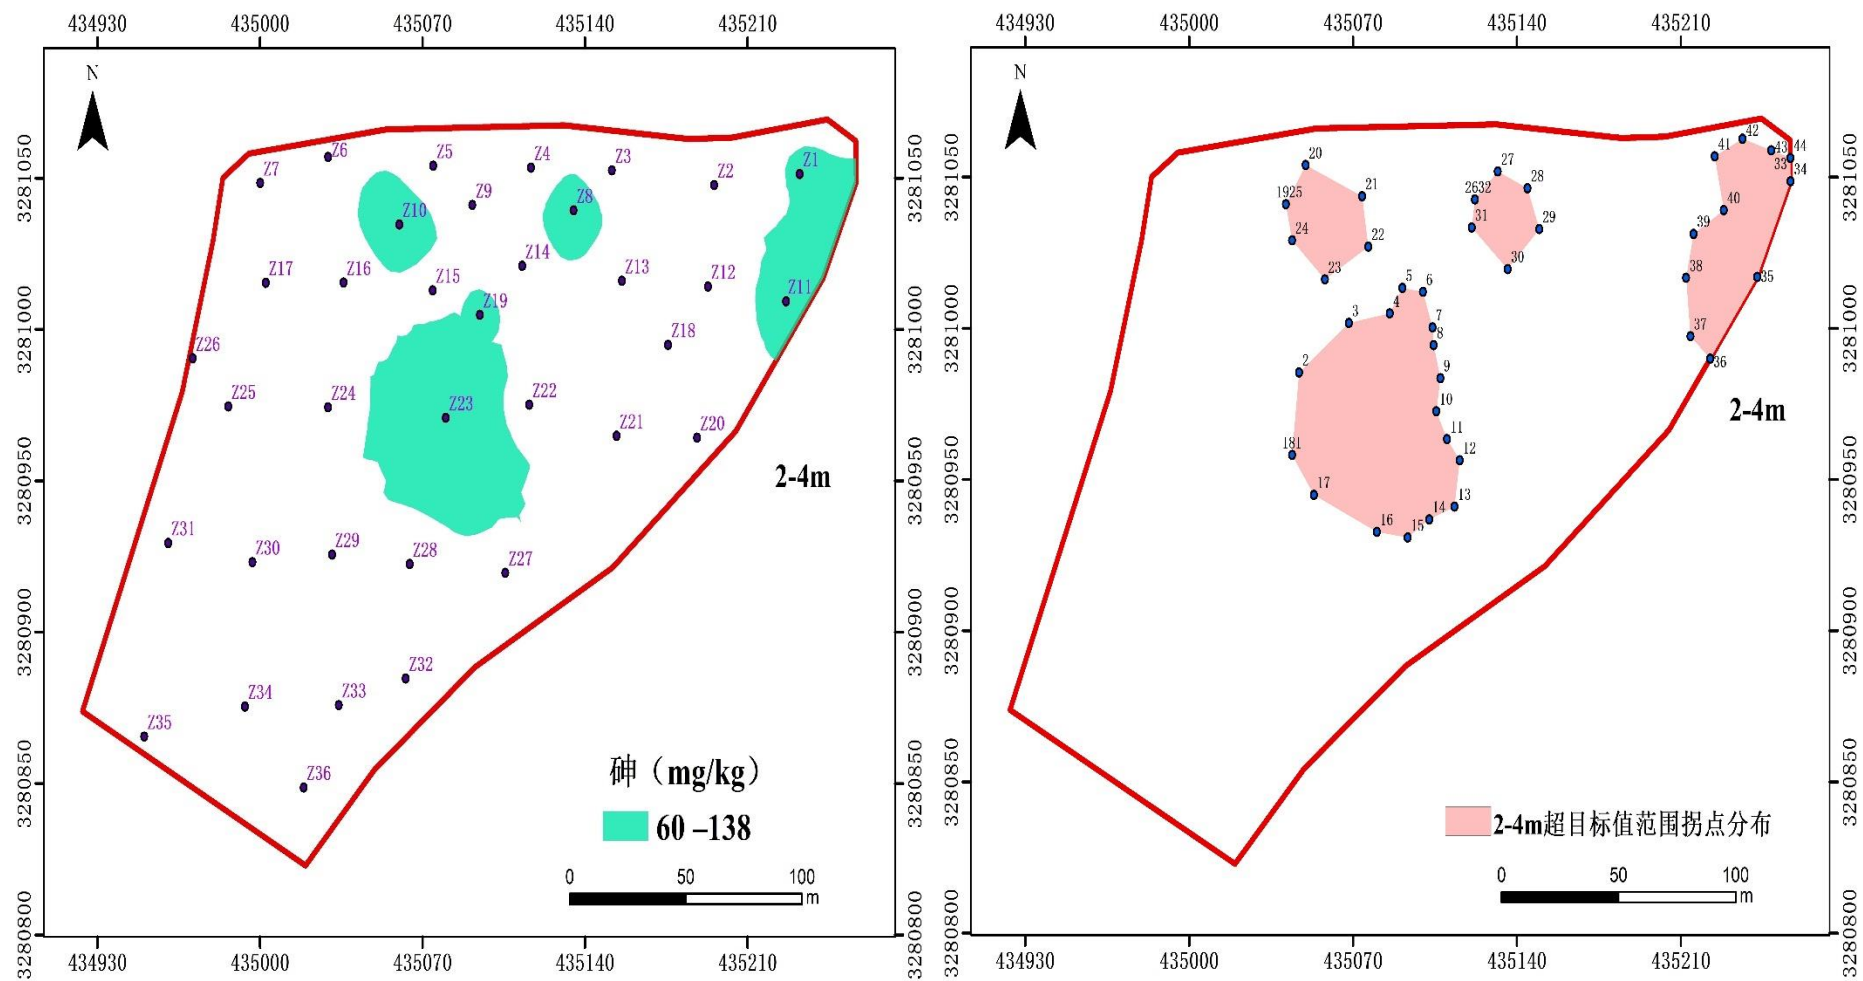 434930 435000 435070 435140 435210
N
3281050
3281000
3280950
3280900
3280850
3280800
3281050
3281000
3280950
3280900
3280850
3280800
Z6
Z5
Z4
Z3
Z7
Z2
Z1
Z9
Z8
Z10
Z14
Z17
Z16
Z15
Z13
Z12
Z11
Z19
Z18
Z26
Z25
Z24
Z23
Z22
Z21
Z20
2-4m
Z31
Z30
Z29
Z28
Z27
Z32
Z34
Z33
Z35
Z36
砷（mg/kg）
60 –138
0 50 100
m
434930 435000 435070 435140 435210
434930 435000 435070 435140 435210
N
3281050
3281000
3280950
3280900
3280850
3280800
3281050
3281000
3280950
3280900
3280850
3280800
20
27
41
42
43
44
33
34
1925
21
2632
28
40
24
22
31
29
39
23
30
38
35
5
6
3
4
7
8
37
36
2
9
10
2-4m
11
181
12
17
13
14
16
15
2-4m超目标值范围拐点分布
0 50 100
m
434930 435000 435070 435140 435210